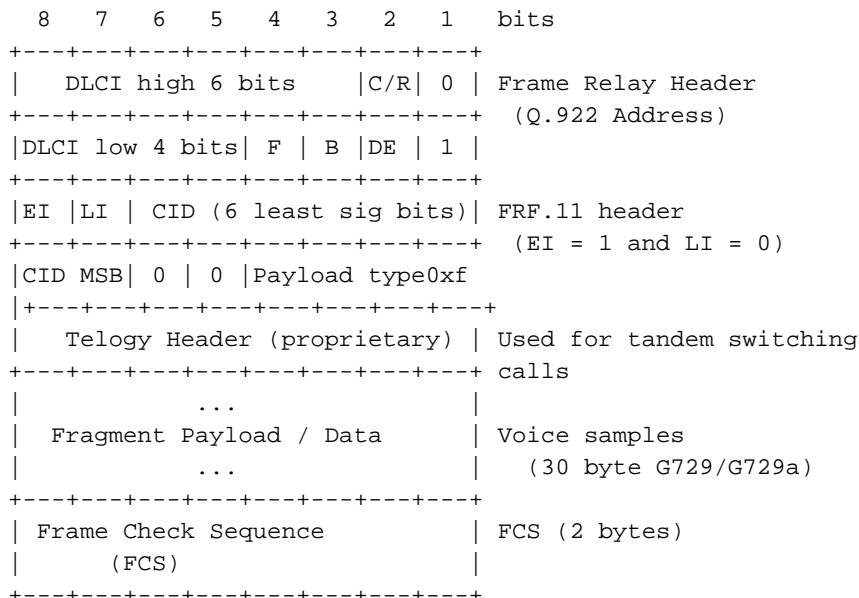 8   7   6   5   4   3   2   1   bits
+---+---+---+---+---+---+---+---+
|   DLCI high 6 bits    |C/R| 0 | Frame Relay Header
+---+---+---+---+---+---+---+---+  (Q.922 Address)
|DLCI low 4 bits| F | B |DE | 1 |
+---+---+---+---+---+---+---+---+
|EI |LI | CID (6 least sig bits)| FRF.11 header
+---+---+---+---+---+---+---+---+  (EI = 1 and LI = 0)
|CID MSB| 0 | 0 |Payload type0xf
|+---+---+---+---+---+---+---+---+
|   Telogy Header (proprietary) | Used for tandem switching
+---+---+---+---+---+---+---+---+ calls
|            ...                |
|  Fragment Payload / Data      | Voice samples
|            ...                |   (30 byte G729/G729a)
+---+---+---+---+---+---+---+---+
| Frame Check Sequence          | FCS (2 bytes)
|      (FCS)                    |
+---+---+---+---+---+---+---+---+